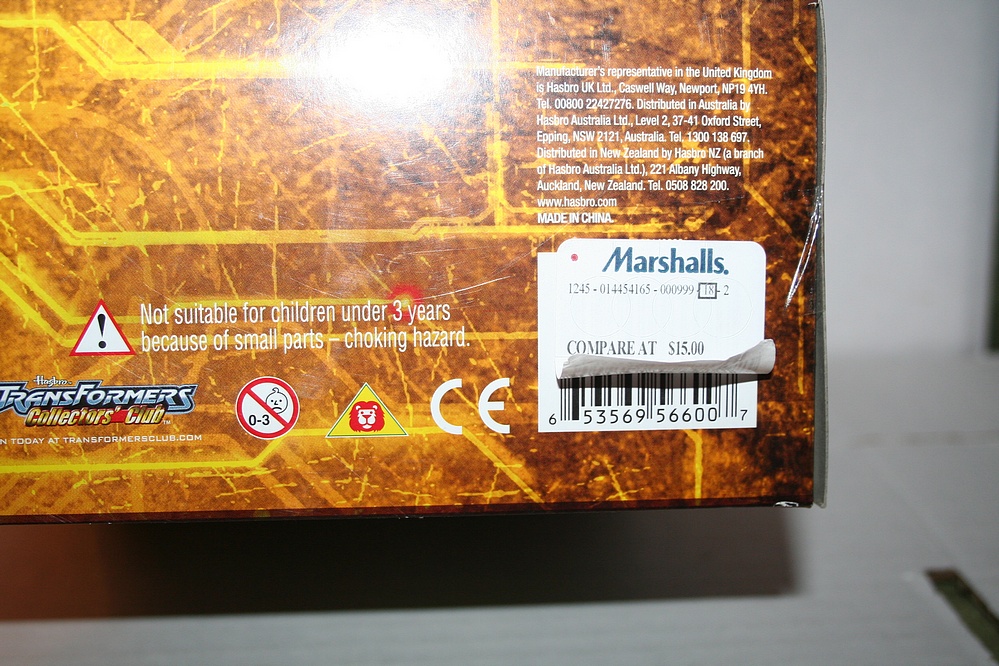 Manufacturer's representative in the United Kingdom
is Hasbro UK Ltd., Caswell Way, Newport, NP19 4YH.
Tel. 00800 22427276. Distributed in Australia by
Hasbro Australia Ltd., Level 2, 37-41 Oxford Street,
Epping, NSW 2121, Australia. Tel. 1300 138 697.
Distributed in New Zealand by Hasbro NZ (a branch
of Hasbro Australia Ltd.), 221 Albany Highway,
Auckland, New Zealand. Tel. 0508 828 200.
www.hasbro.com
MADE IN CHINA.
Marshalls.
1245 - 014454165 - 000999 - 18 - 2
COMPARE AT $15.00
6 53569 56600 7
Not suitable for children under 3 years
because of small parts – choking hazard.
!
Hasbro
TRANSFORMERS
Collectors' Club™
N TODAY AT TRANSFORMERSCLUB.COM
0-3
CE